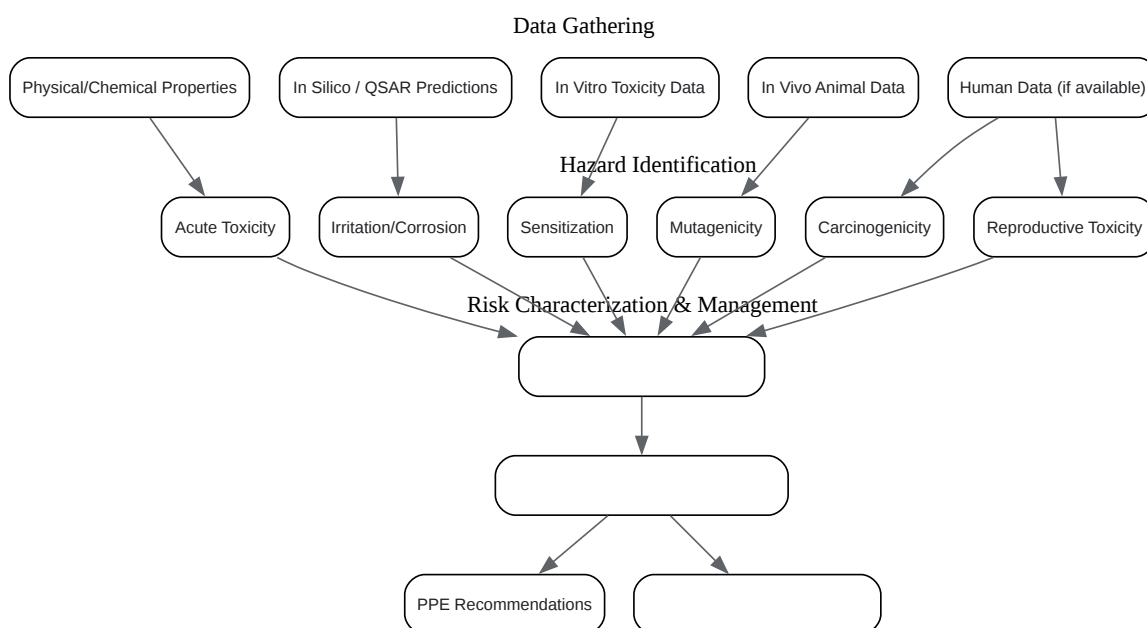 Data Gathering
Physical/Chemical Properties
In Silico / QSAR Predictions
In Vitro Toxicity Data
In Vivo Animal Data
Human Data (if available)
Hazard Identification
Acute Toxicity
Irritation/Corrosion
Sensitization
Mutagenicity
Carcinogenicity
Reproductive Toxicity
Risk Characterization & Management
PPE Recommendations